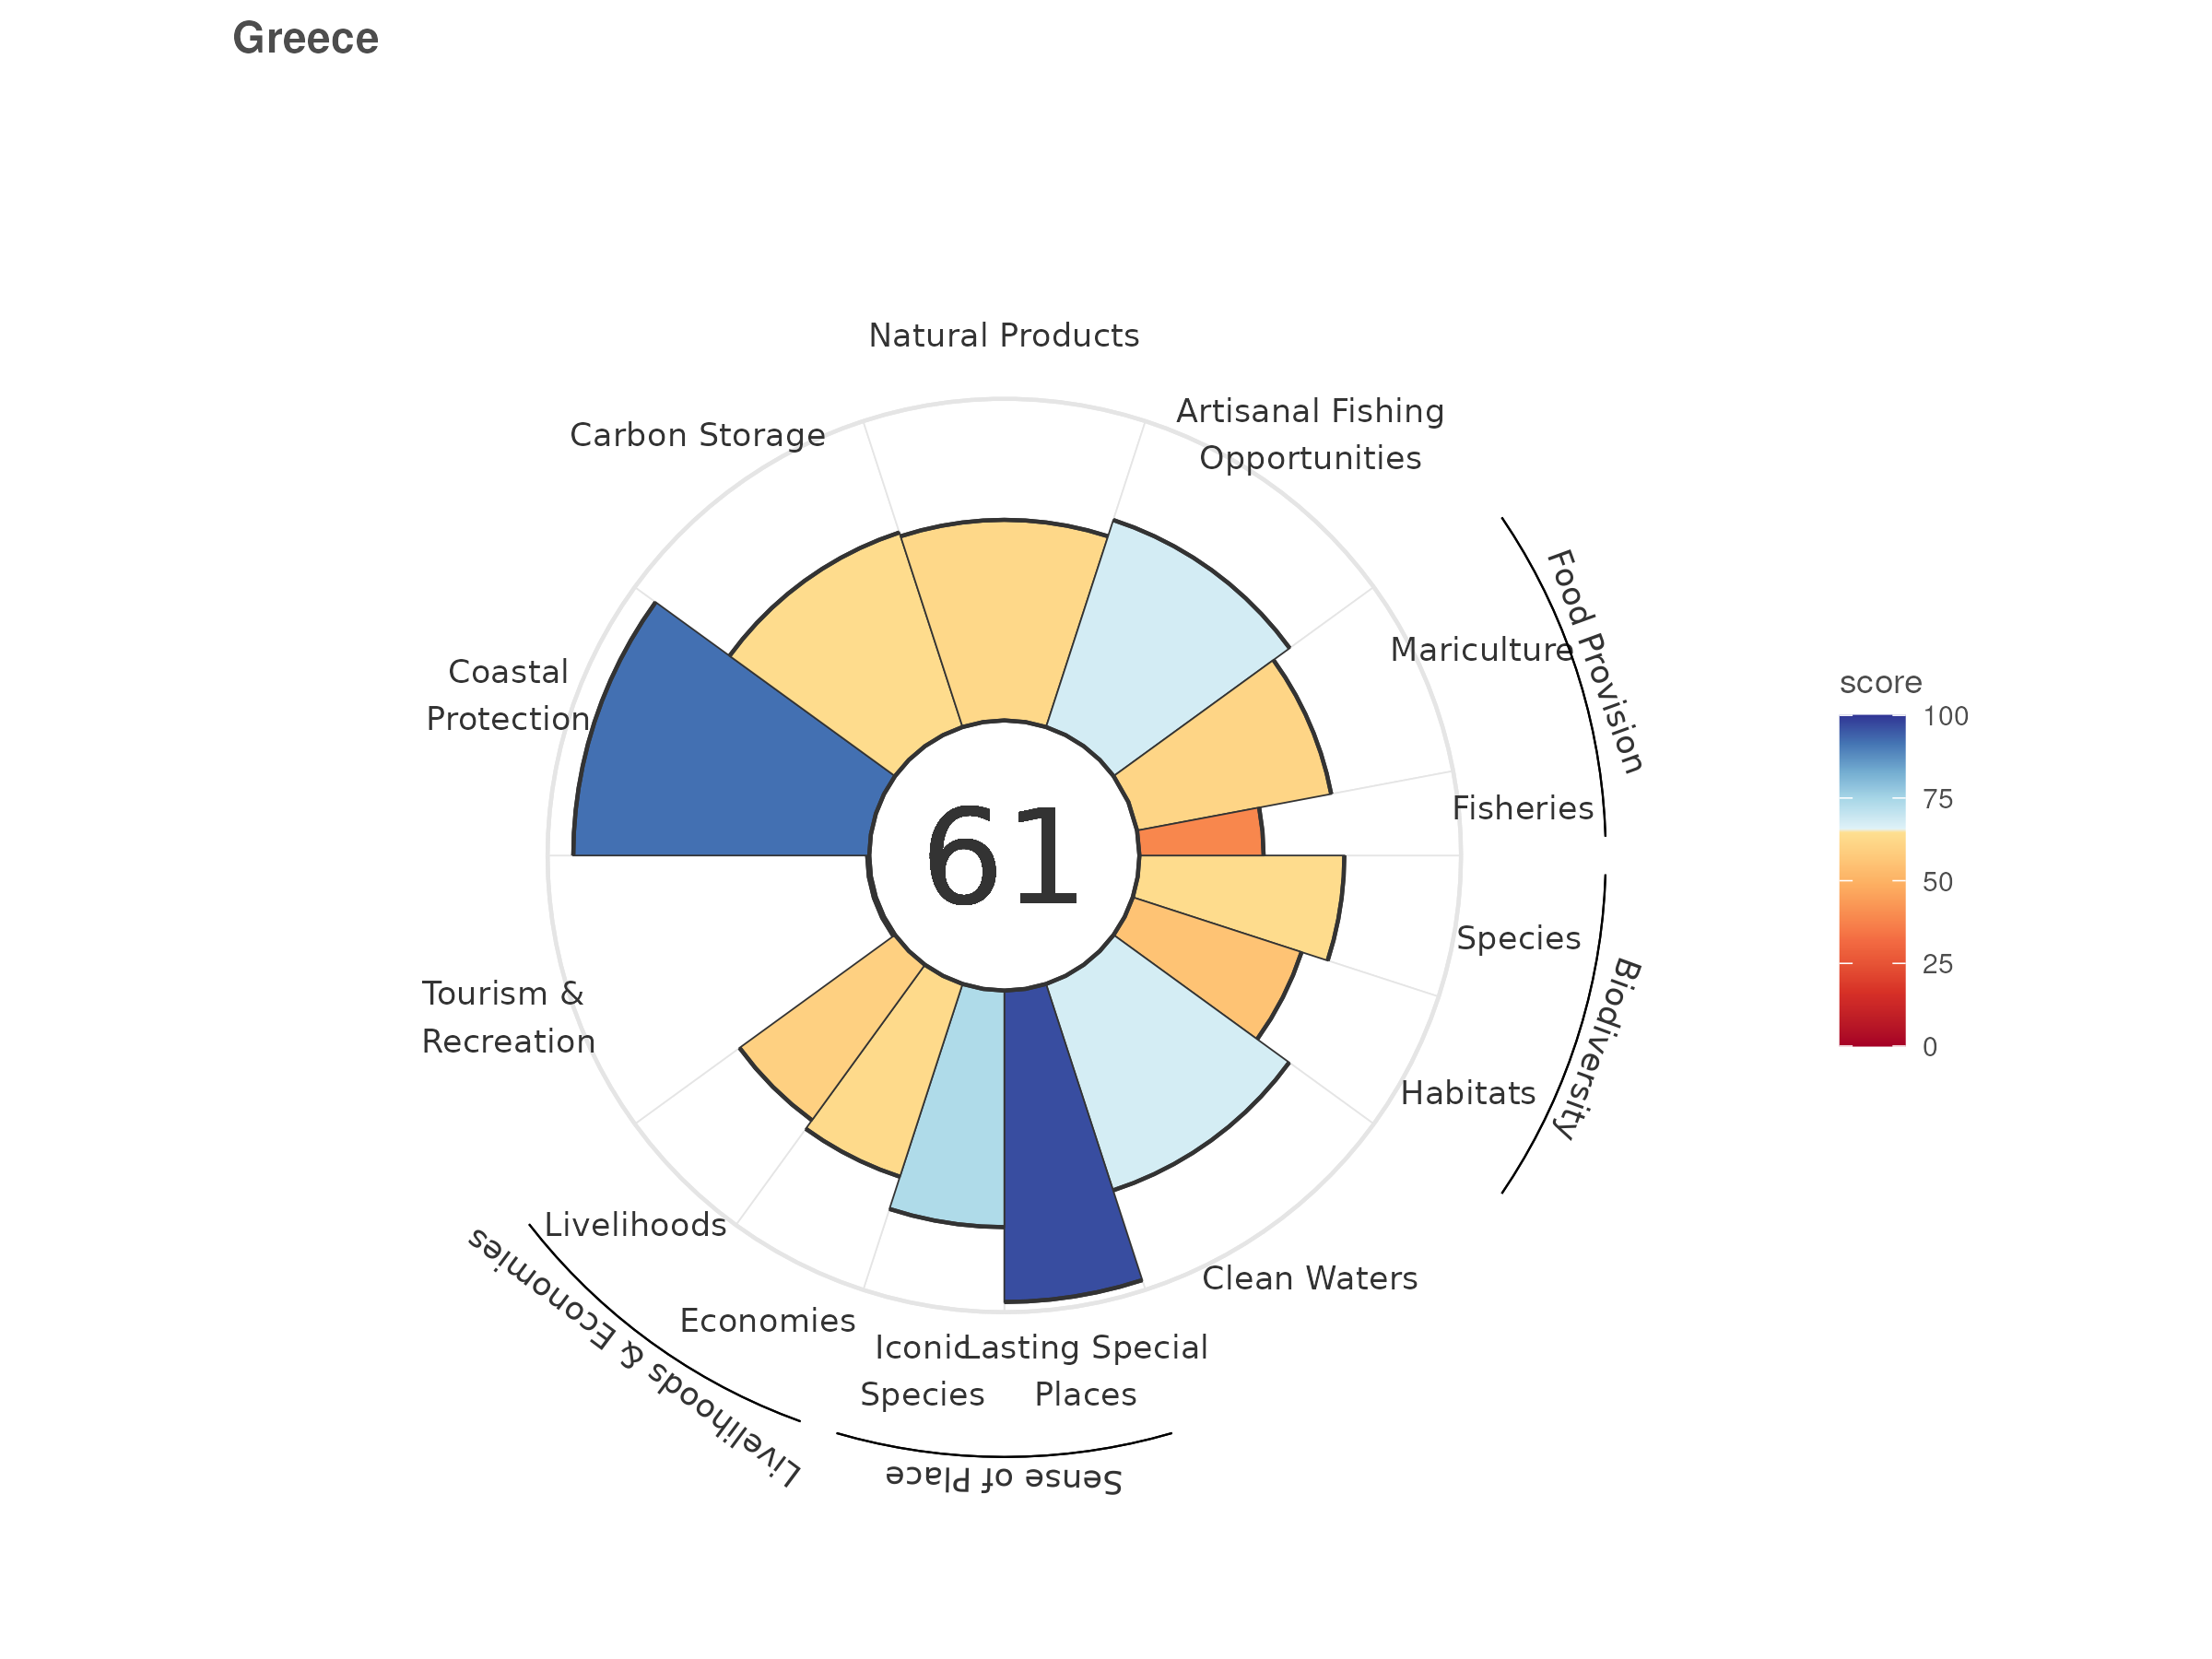 Greece
Natural Products
Artisanal Fishing
Opportunities
Carbon Storage
Food Provision
Mariculture
Coastal
Protection
score
100
75
50
25
0
Fisheries
61
Species
Biodiversity
Tourism &
Recreation
Habitats
Livelihoods
Clean Waters
Livelihoods & Economies
Economies
Iconic
Species
Lasting Special
Places
Sense of Place